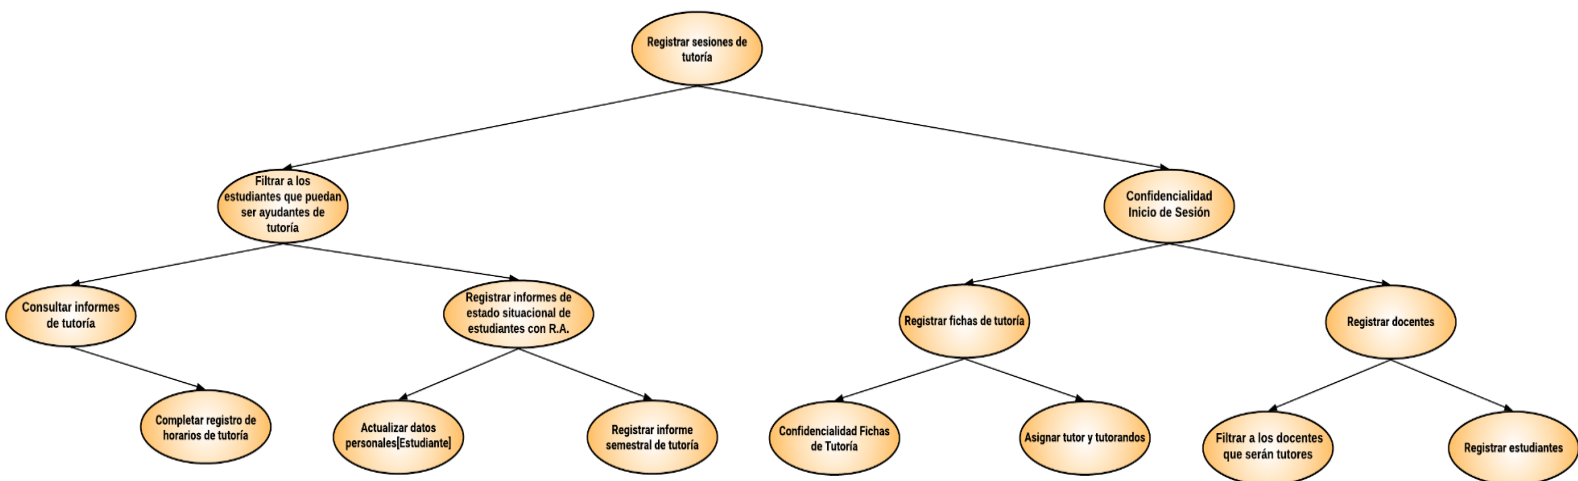 Registrar sesiones de
tutoría
Filtrar a los
estudiantes que puedan
ser ayudantes de
tutoría
Confidencialidad
Inicio de Sesión
Consultar informes
de tutoría
Registrar informes de
estado situacional de
estudiantes con R.A.
Registrar fichas de tutoría
Registrar docentes
Completar registro de
horarios de tutoría
Actualizar datos
personales[Estudiante]
Registrar informe
semestral de tutoría
Confidencialidad Fichas
de Tutoría
Asignar tutor y tutorandos
Filtrar a los docentes
que serán tutores
Registrar estudiantes